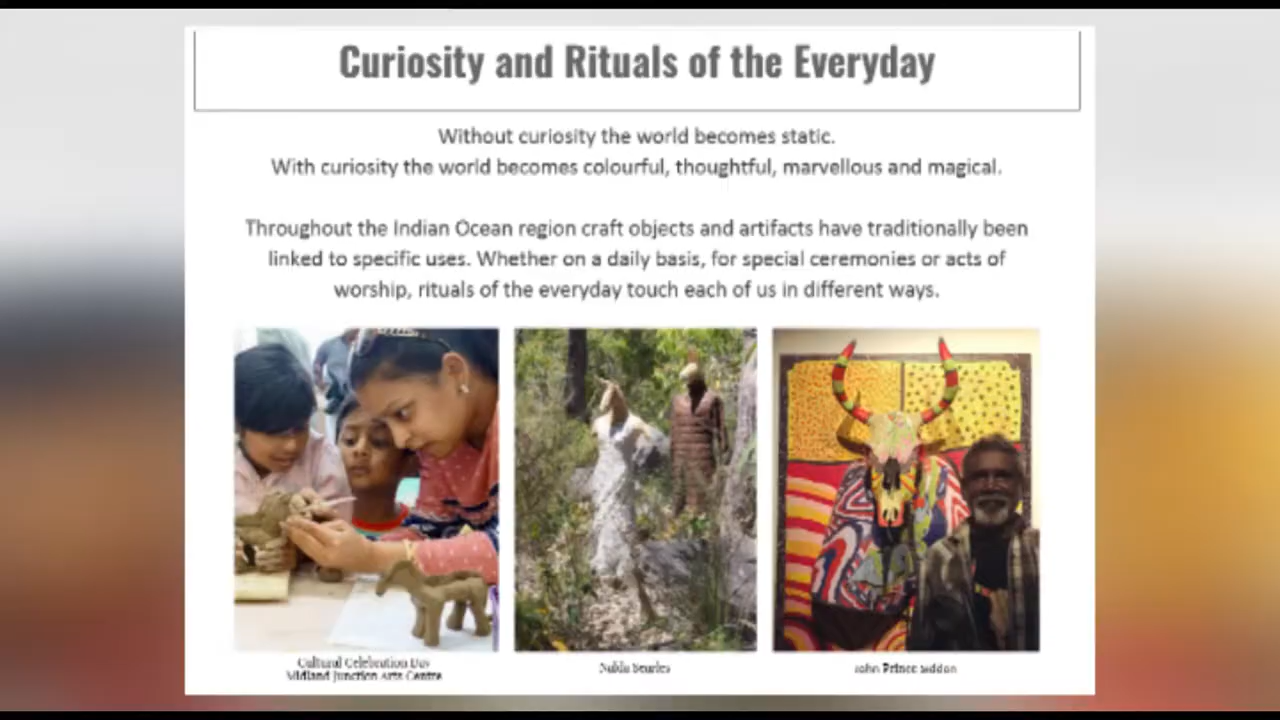 Curiosity and Rituals of the Everyday
Without curiosity the world becomes static.
With curiosity the world becomes colourful, thoughtful, marvellous and magical.
Throughout the Indian Ocean region craft objects and artifacts have traditionally been
linked to specific uses. Whether on a daily basis, for special ceremonies or acts of
worship, rituals of the everyday touch each of us in different ways.
Cultural Celebration Day
Midland Junction Arts Centre
John Prince